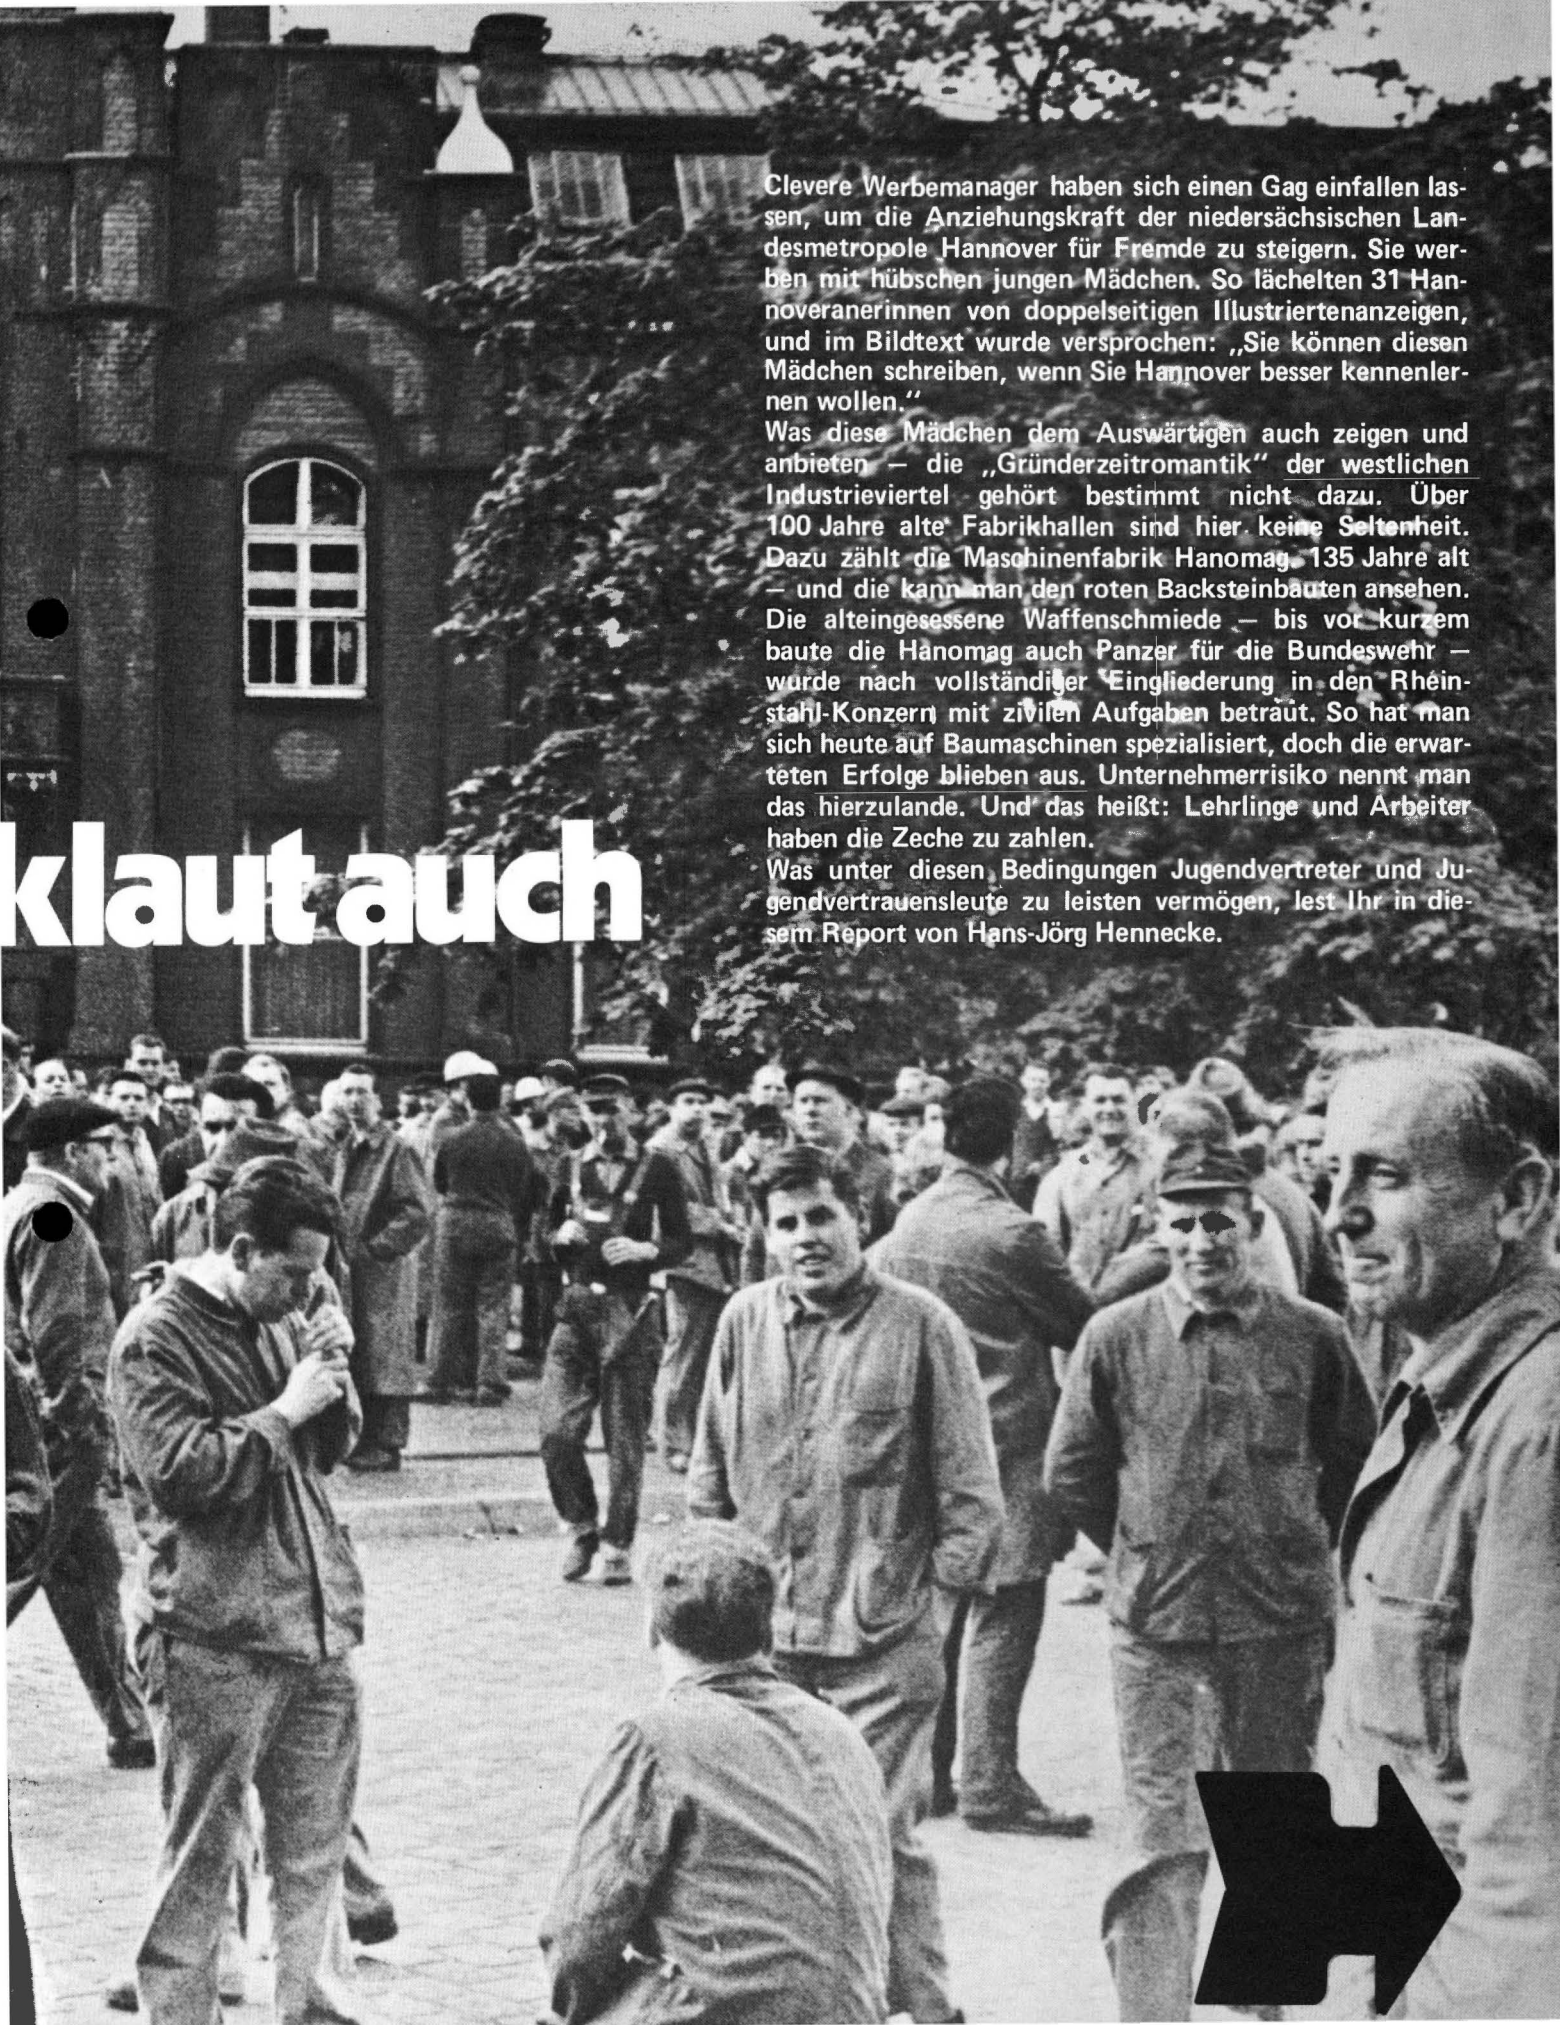 Clevere Werbemanager haben sich einen Gag einfallen las-
sen, um die Anziehungskraft der niedersächsischen Lan-
desmetropole Hannover für Fremde zu steigern. Sie wer-
ben mit hübschen jungen Mädchen. So lächelten 31 Han-
noveranerinnen von doppelseitigen Illustriertenanzeigen,
und im Bildtext wurde versprochen: „Sie können diesen
Mädchen schreiben, wenn Sie Hannover besser kennenler-
nen wollen.“
Was diese Mädchen dem Auswärtigen auch zeigen und
anbieten — die „Gründerzeitromantik“ der westlichen
Industrieviertel gehört bestimmt nicht dazu. Über
100 Jahre alte Fabrikhallen sind hier keine Seltenheit.
Dazu zählt die Maschinenfabrik Hanomag. 135 Jahre alt
— und die kann man den roten Backsteinbauten ansehen.
Die alteingesessene Waffenschmiede — bis vor kurzem
baute die Hanomag auch Panzer für die Bundeswehr —
wurde nach vollständiger Eingliederung in den Rhein-
stahl-Konzern mit zivilen Aufgaben betraut. So hat man
sich heute auf Baumaschinen spezialisiert, doch die erwar-
teten Erfolge blieben aus. Unternehmerrisiko nennt man
das hierzulande. Und das heißt: Lehrlinge und Arbeiter
haben die Zeche zu zahlen.
Was unter diesen Bedingungen Jugendvertreter und Ju-
gendvertrauensleute zu leisten vermögen, lest Ihr in die-
sem Report von Hans-Jörg Hennecke.
klaut auch